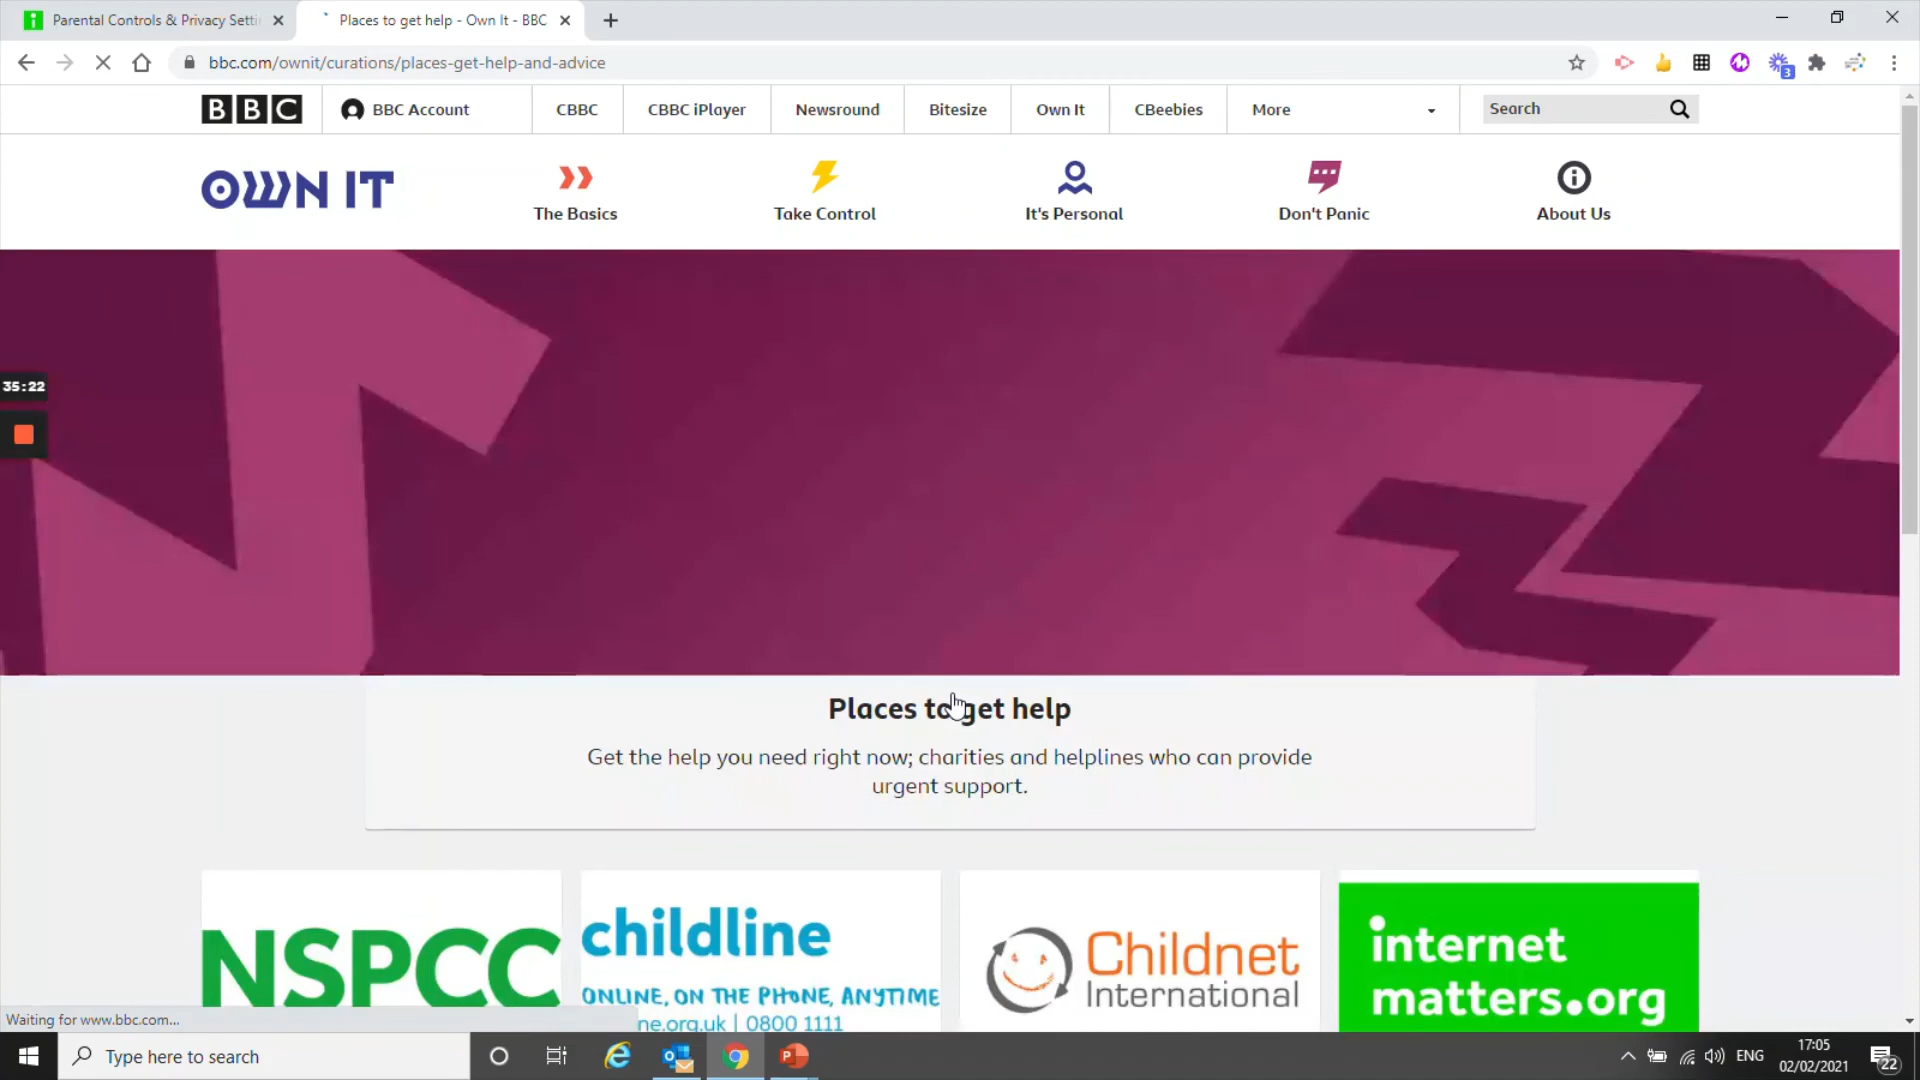 Parental Controls & Privacy Setti
Places to get help - Own It - BBC
bbc.com/ownit/curations/places-get-help-and-advice
3
BBC
BBC Account
CBBC
CBBC iPlayer
Newsround
Bitesize
Own It
CBeebies
More
Search
OWN IT
The Basics
Take Control
It's Personal
Don't Panic
About Us
35:22
Places to get help
Get the help you need right now; charities and helplines who can provide
urgent support.
NSPCC
childline
ONLINE, ON THE PHONE, ANYTIME
ne.org.uk | 0800 1111
Childnet
International
internet
matters.org
Waiting for www.bbc.com...
Type here to search
ENG
17:05
02/02/2021
22